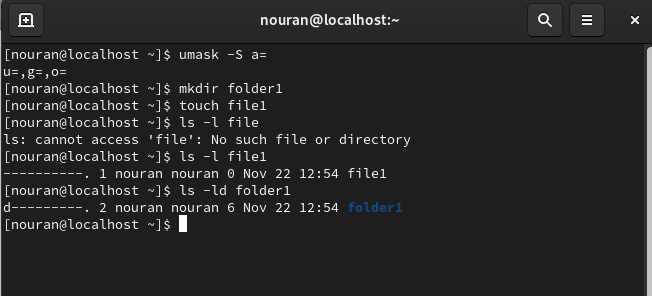 nouran@localhost:~
[nouran@localhost ~]$ umask -S a=
u=,g=,o=
[nouran@localhost ~]$ mkdir folder1
[nouran@localhost ~]$ touch file1
[nouran@localhost ~]$ ls -l file
ls: cannot access 'file': No such file or directory
[nouran@localhost ~]$ ls -l file1
----------. 1 nouran nouran 0 Nov 22 12:54 file1
[nouran@localhost ~]$ ls -ld folder1
d---------. 2 nouran nouran 6 Nov 22 12:54 folder1
[nouran@localhost ~]$